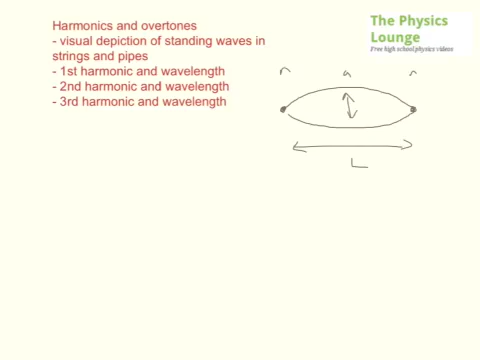 Harmonics and overtones
- visual depiction of standing waves in
strings and pipes
- 1st harmonic and wavelength
- 2nd harmonic and wavelength
- 3rd harmonic and wavelength
The Physics
Lounge
Free high school physics videos
n a n
L